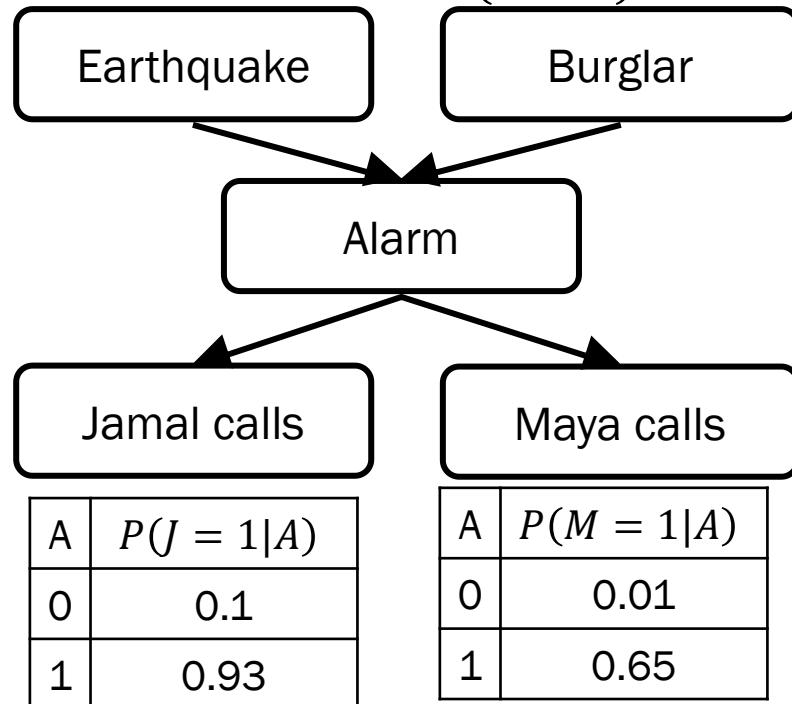 Earthquake
Burglar
Alarm
Jamal calls
Maya calls
A P(J = 1|A)
0 0.1
1 0.93
A P(M = 1|A)
0 0.01
1 0.65